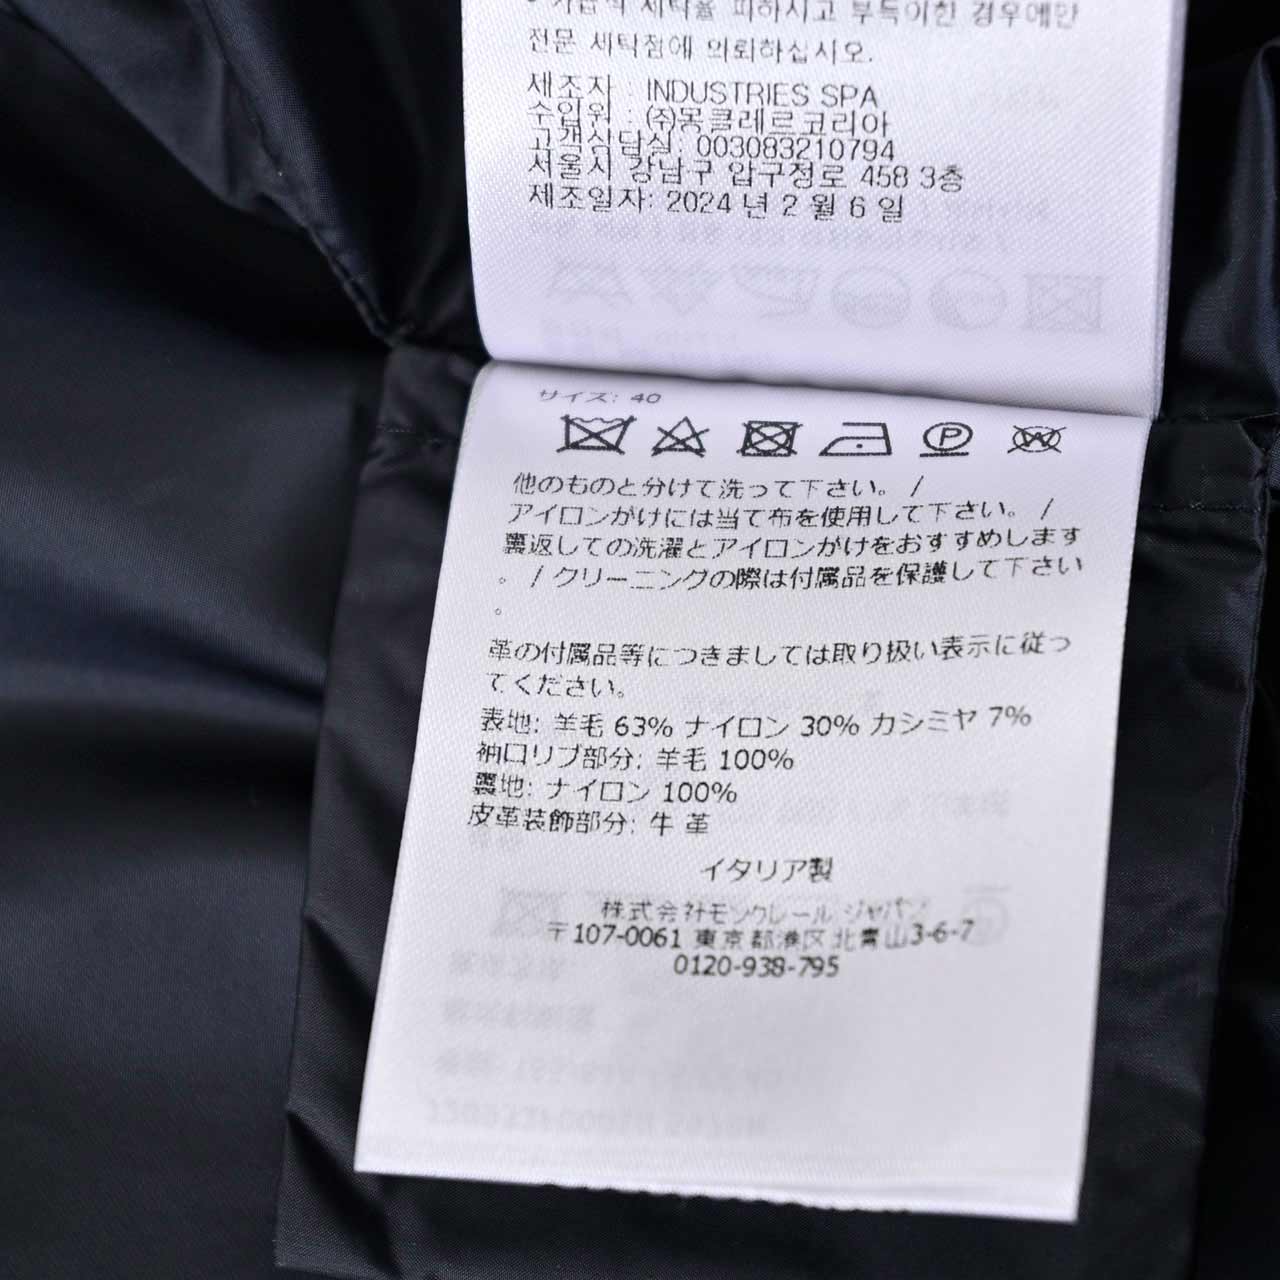 전문 세탁점에 의뢰하십시오.
제조자 : INDUSTRIES SPA
수입원 : (주)몽클레르코리아
고객상담실: 003083210794
서울시 강남구 압구정로 458 3층
제조일자: 2024 년 2 월 6 일
サイズ: 40
他のものと分けて洗って下さい。 /
アイロンがけには当て布を使用して下さい。 /
裏返しての洗濯とアイロンがけをおすすめします
。 / クリーニングの際は付属品を保護して下さい
。
革の付属品等につきましては取り扱い表示に従っ
てください。
表地: 羊毛 63% ナイロン 30% カシミヤ 7%
袖口リブ部分: 羊毛 100%
裏地: ナイロン 100%
皮革装飾部分: 牛 革
イタリア製
株式会社モンクレール ジャパン
〒107-0061 東京都港区北青山3-6-7
0120-938-795